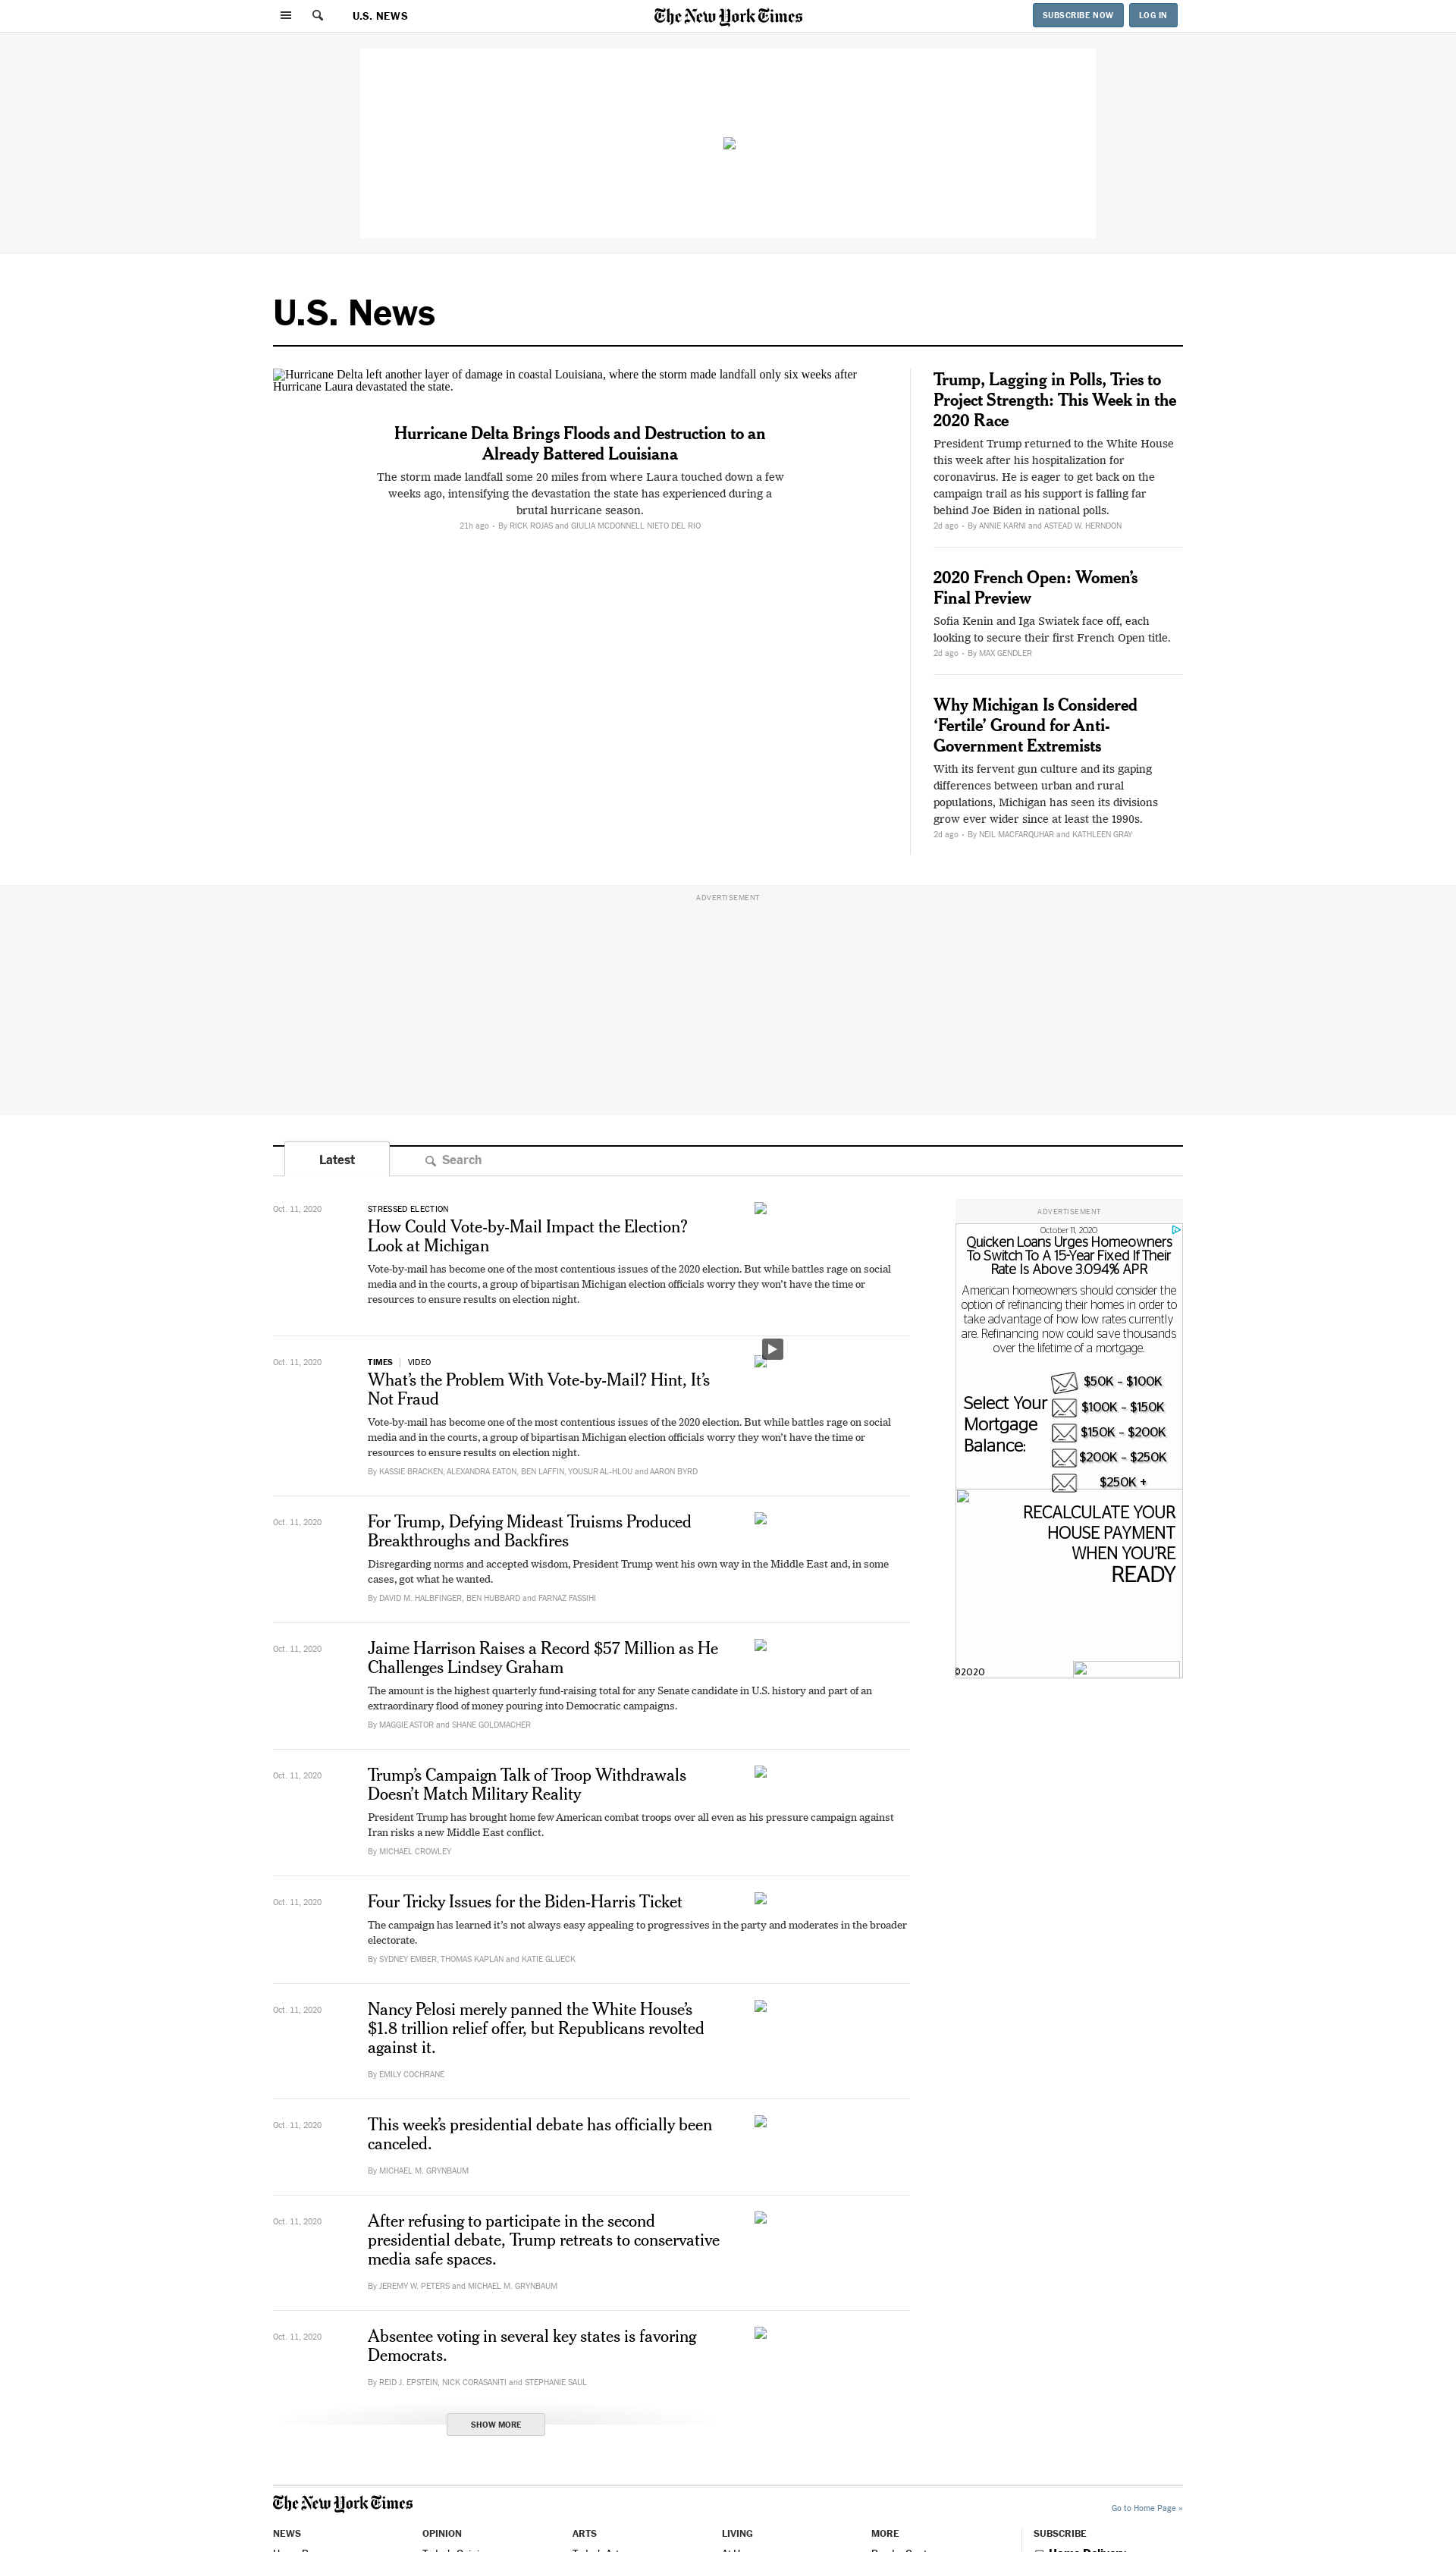 U.S. NEWS
The New York Times
SUBSCRIBE NOW
LOG IN
U.S. News
Hurricane Delta left another layer of damage in coastal Louisiana, where the storm made landfall only six weeks after
Hurricane Laura devastated the state.
Hurricane Delta Brings Floods and Destruction to an
Already Battered Louisiana
The storm made landfall some 20 miles from where Laura touched down a few
weeks ago, intensifying the devastation the state has experienced during a
brutal hurricane season.
21h ago • By RICK ROJAS and GIULIA MCDONNELL NIETO DEL RIO
Trump, Lagging in Polls, Tries to
Project Strength: This Week in the
2020 Race
President Trump returned to the White House
this week after his hospitalization for
coronavirus. He is eager to get back on the
campaign trail as his support is falling far
behind Joe Biden in national polls.
2d ago • By ANNIE KARNI and ASTEAD W. HERNDON
2020 French Open: Women’s
Final Preview
Sofia Kenin and Iga Swiatek face off, each
looking to secure their first French Open title.
2d ago • By MAX GENDLER
Why Michigan Is Considered
‘Fertile’ Ground for Anti-
Government Extremists
With its fervent gun culture and its gaping
differences between urban and rural
populations, Michigan has seen its divisions
grow ever wider since at least the 1990s.
2d ago • By NEIL MACFARQUHAR and KATHLEEN GRAY
ADVERTISEMENT
Latest
Search
Oct. 11, 2020
STRESSED ELECTION
How Could Vote-by-Mail Impact the Election?
Look at Michigan
Vote-by-mail has become one of the most contentious issues of the 2020 election. But while battles rage on social
media and in the courts, a group of bipartisan Michigan election officials worry they won’t have the time or
resources to ensure results on election night.
Oct. 11, 2020
TIMES | VIDEO
What’s the Problem With Vote-by-Mail? Hint, It’s
Not Fraud
Vote-by-mail has become one of the most contentious issues of the 2020 election. But while battles rage on social
media and in the courts, a group of bipartisan Michigan election officials worry they won’t have the time or
resources to ensure results on election night.
By KASSIE BRACKEN, ALEXANDRA EATON, BEN LAFFIN, YOUSUR AL-HLOU and AARON BYRD
Oct. 11, 2020
For Trump, Defying Mideast Truisms Produced
Breakthroughs and Backfires
Disregarding norms and accepted wisdom, President Trump went his own way in the Middle East and, in some
cases, got what he wanted.
By DAVID M. HALBFINGER, BEN HUBBARD and FARNAZ FASSIHI
Oct. 11, 2020
Jaime Harrison Raises a Record $57 Million as He
Challenges Lindsey Graham
The amount is the highest quarterly fund-raising total for any Senate candidate in U.S. history and part of an
extraordinary flood of money pouring into Democratic campaigns.
By MAGGIE ASTOR and SHANE GOLDMACHER
Oct. 11, 2020
Trump’s Campaign Talk of Troop Withdrawals
Doesn’t Match Military Reality
President Trump has brought home few American combat troops over all even as his pressure campaign against
Iran risks a new Middle East conflict.
By MICHAEL CROWLEY
Oct. 11, 2020
Four Tricky Issues for the Biden-Harris Ticket
The campaign has learned it’s not always easy appealing to progressives in the party and moderates in the broader
electorate.
By SYDNEY EMBER, THOMAS KAPLAN and KATIE GLUECK
Oct. 11, 2020
Nancy Pelosi merely panned the White House’s
$1.8 trillion relief offer, but Republicans revolted
against it.
By EMILY COCHRANE
Oct. 11, 2020
This week’s presidential debate has officially been
canceled.
By MICHAEL M. GRYNBAUM
Oct. 11, 2020
After refusing to participate in the second
presidential debate, Trump retreats to conservative
media safe spaces.
By JEREMY W. PETERS and MICHAEL M. GRYNBAUM
Oct. 11, 2020
Absentee voting in several key states is favoring
Democrats.
By REID J. EPSTEIN, NICK CORASANITI and STEPHANIE SAUL
SHOW MORE
ADVERTISEMENT
October 11, 2020
Quicken Loans Urges Homeowners
To Switch To A 15-Year Fixed If Their
Rate Is Above 3.094% APR
American homeowners should consider the
option of refinancing their homes in order to
take advantage of how low rates currently
are. Refinancing now could save thousands
over the lifetime of a mortgage.
Select Your
Mortgage
Balance:
$50K - $100K
$100K - $150K
$150K - $200K
$200K - $250K
$250K +
RECALCULATE YOUR
HOUSE PAYMENT
WHEN YOU'RE
READY
©2020
The New York Times
Go to Home Page »
NEWS
OPINION
ARTS
LIVING
MORE
SUBSCRIBE
Home Delivery